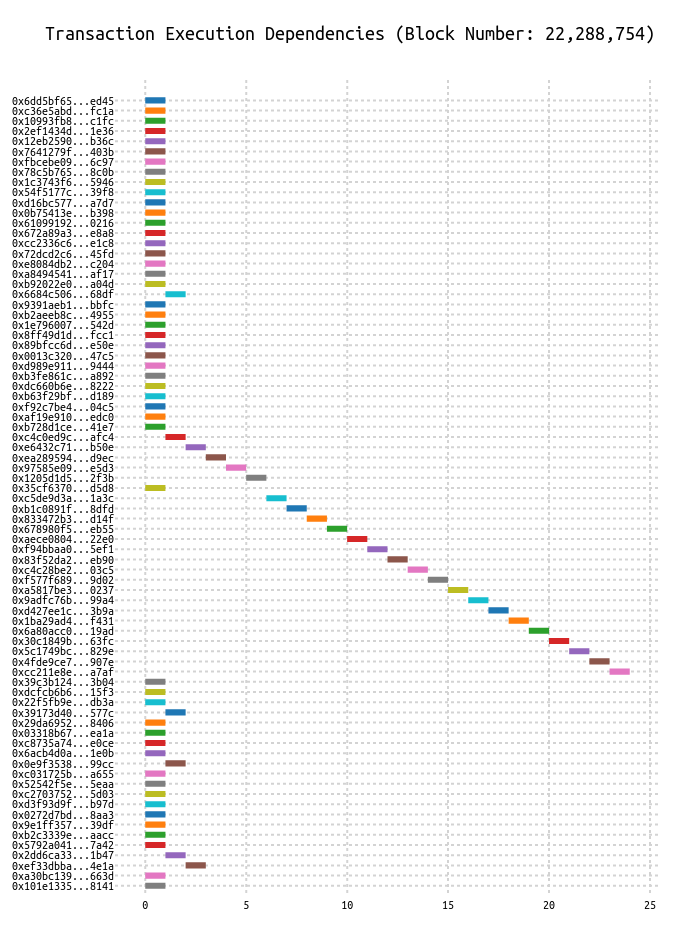 Transaction Execution Dependencies (Block Number: 22,288,754)
0x6dd5bf65...ed45
0xc36e5abd...fc1a
0x10993fb8...c1fc
0x2ef1434d...1e36
0x12eb2590...b36c
0x7641279f...403b
0xfbcebe09...6c97
0x78c5b765...8c0b
0x1c3743f6...5946
0x54f5177c...39f8
0xd16bc577...a7d7
0x0b75413e...b398
0x61099192...0216
0x672a89a3...e8a8
0xcc2336c6...e1c8
0x72dcd2c6...45fd
0xe8084db2...c204
0xa8494541...af17
0xb92022e0...a04d
0x6684c506...68df
0x9391aeb1...bbfc
0xb2aeeb8c...4955
0x1e796007...542d
0x8ff49d1d...fcc1
0x89bfcc6d...e50e
0x0013c320...47c5
0xd989e911...9444
0xb3fe861c...a892
0xdc660b6e...8222
0xb63f29bf...d189
0xf92c7be4...04c5
0xaf19e910...edc0
0xb728d1ce...41e7
0xc4c0ed9c...afc4
0xe6432c71...b50e
0xea289594...d9ec
0x97585e09...e5d3
0x1205d1d5...2f3b
0x35cf6370...d5d8
0xc5de9d3a...1a3c
0xb1c0891f...8dfd
0x833472b3...d14f
0x678980f5...eb55
0xaece0804...22e0
0xf94bbaa0...5ef1
0x83f52da2...eb90
0xc4c28be2...03c5
0xf577f689...9d02
0xa5817be3...0237
0x9adfc76b...99a4
0xd427ee1c...3b9a
0x1ba29ad4...f431
0x6a80acc0...19ad
0x30c1849b...63fc
0x5c1749bc...829e
0x4fde9ce7...907e
0xcc211e8e...a7af
0x39c3b124...3b04
0xdcfcb6b6...15f3
0x22f5fb9e...db3a
0x39173d40...577c
0x29da6952...8406
0x03318b67...ea1a
0xc8735a74...e0ce
0x6acb4d0a...1e0b
0x0e9f3538...99cc
0xc031725b...a655
0x52542f5e...5eaa
0xc2703752...5d03
0xd3f93d9f...b97d
0x0272d7bd...8aa3
0x9e1ff357...39df
0xb2c3339e...aacc
0x5792a041...7a42
0x2dd6ca33...1b47
0xef33dbba...4e1a
0xa30bc139...663d
0x101e1335...8141
0 5 10 15 20 25